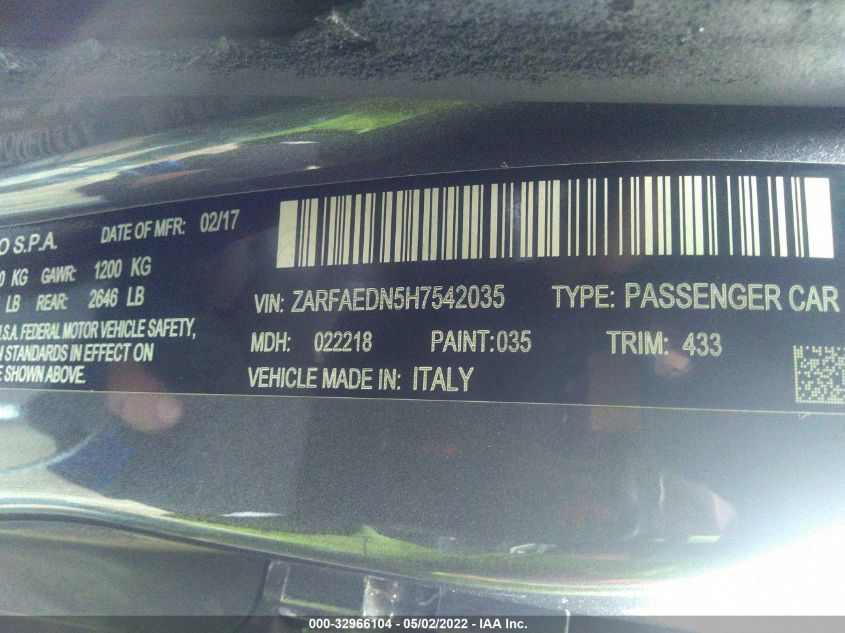 O S.P.A. DATE OF MFR: 02/17
0 KG GAWR: 1200 KG
LB REAR: 2646 LB
.S.A. FEDERAL MOTOR VEHICLE SAFETY,
N STANDARDS IN EFFECT ON
E SHOWN ABOVE.
VIN: ZARFAEDN5H7542035 TYPE: PASSENGER CAR
MDH: 022218 PAINT: 035 TRIM: 433
VEHICLE MADE IN: ITALY
000-32966104 - 05/02/2022 - IAA Inc.